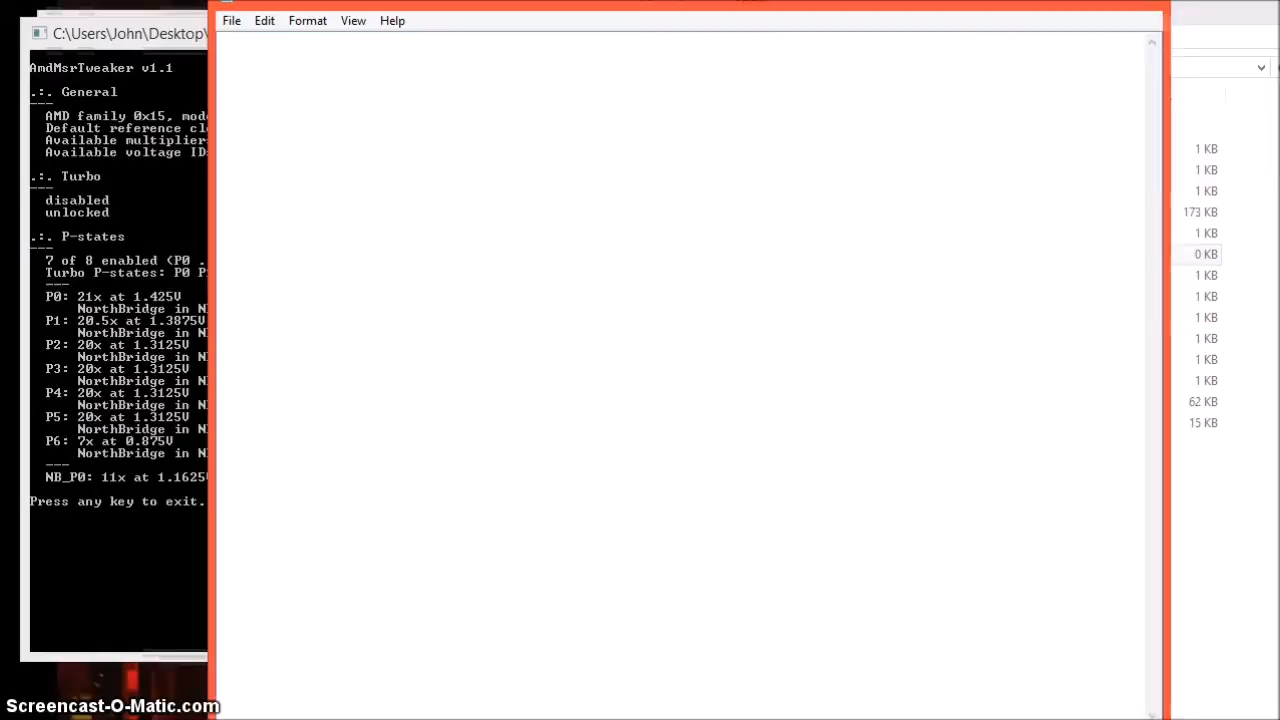 File Edit Format View Help
C:\Users\John\Desktop\
AmdMsrTweaker v1.1
.:. General
---
AMD family 0x15, mode
Default reference cl
Available multiplier
Available voltage ID
.:. Turbo
---
disabled
unlocked
.:. P-states
---
7 of 8 enabled (P0 .
Turbo P-states: P0 P
---
P0: 21x at 1.425V
NorthBridge in N
P1: 20.5x at 1.3875V
NorthBridge in N
P2: 20x at 1.3125V
NorthBridge in N
P3: 20x at 1.3125V
NorthBridge in N
P4: 20x at 1.3125V
NorthBridge in N
P5: 20x at 1.3125V
NorthBridge in N
P6: 7x at 0.875V
NorthBridge in N
---
NB_P0: 11x at 1.1625V
Press any key to exit.
1 KB
1 KB
1 KB
173 KB
1 KB
0 KB
1 KB
1 KB
1 KB
1 KB
1 KB
1 KB
62 KB
15 KB
Screencast-O-Matic.com